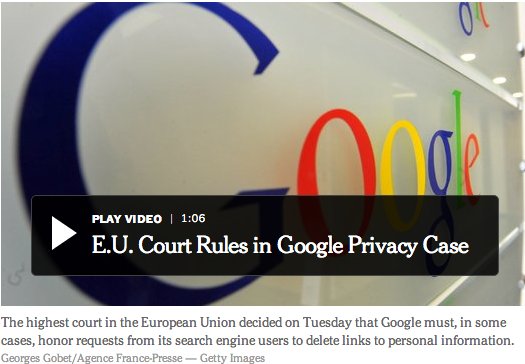 Google
PLAY VIDEO | 1:06
E.U. Court Rules in Google Privacy Case
The highest court in the European Union decided on Tuesday that Google must, in some
cases, honor requests from its search engine users to delete links to personal information.
Georges Gobet/Agence France-Presse — Getty Images